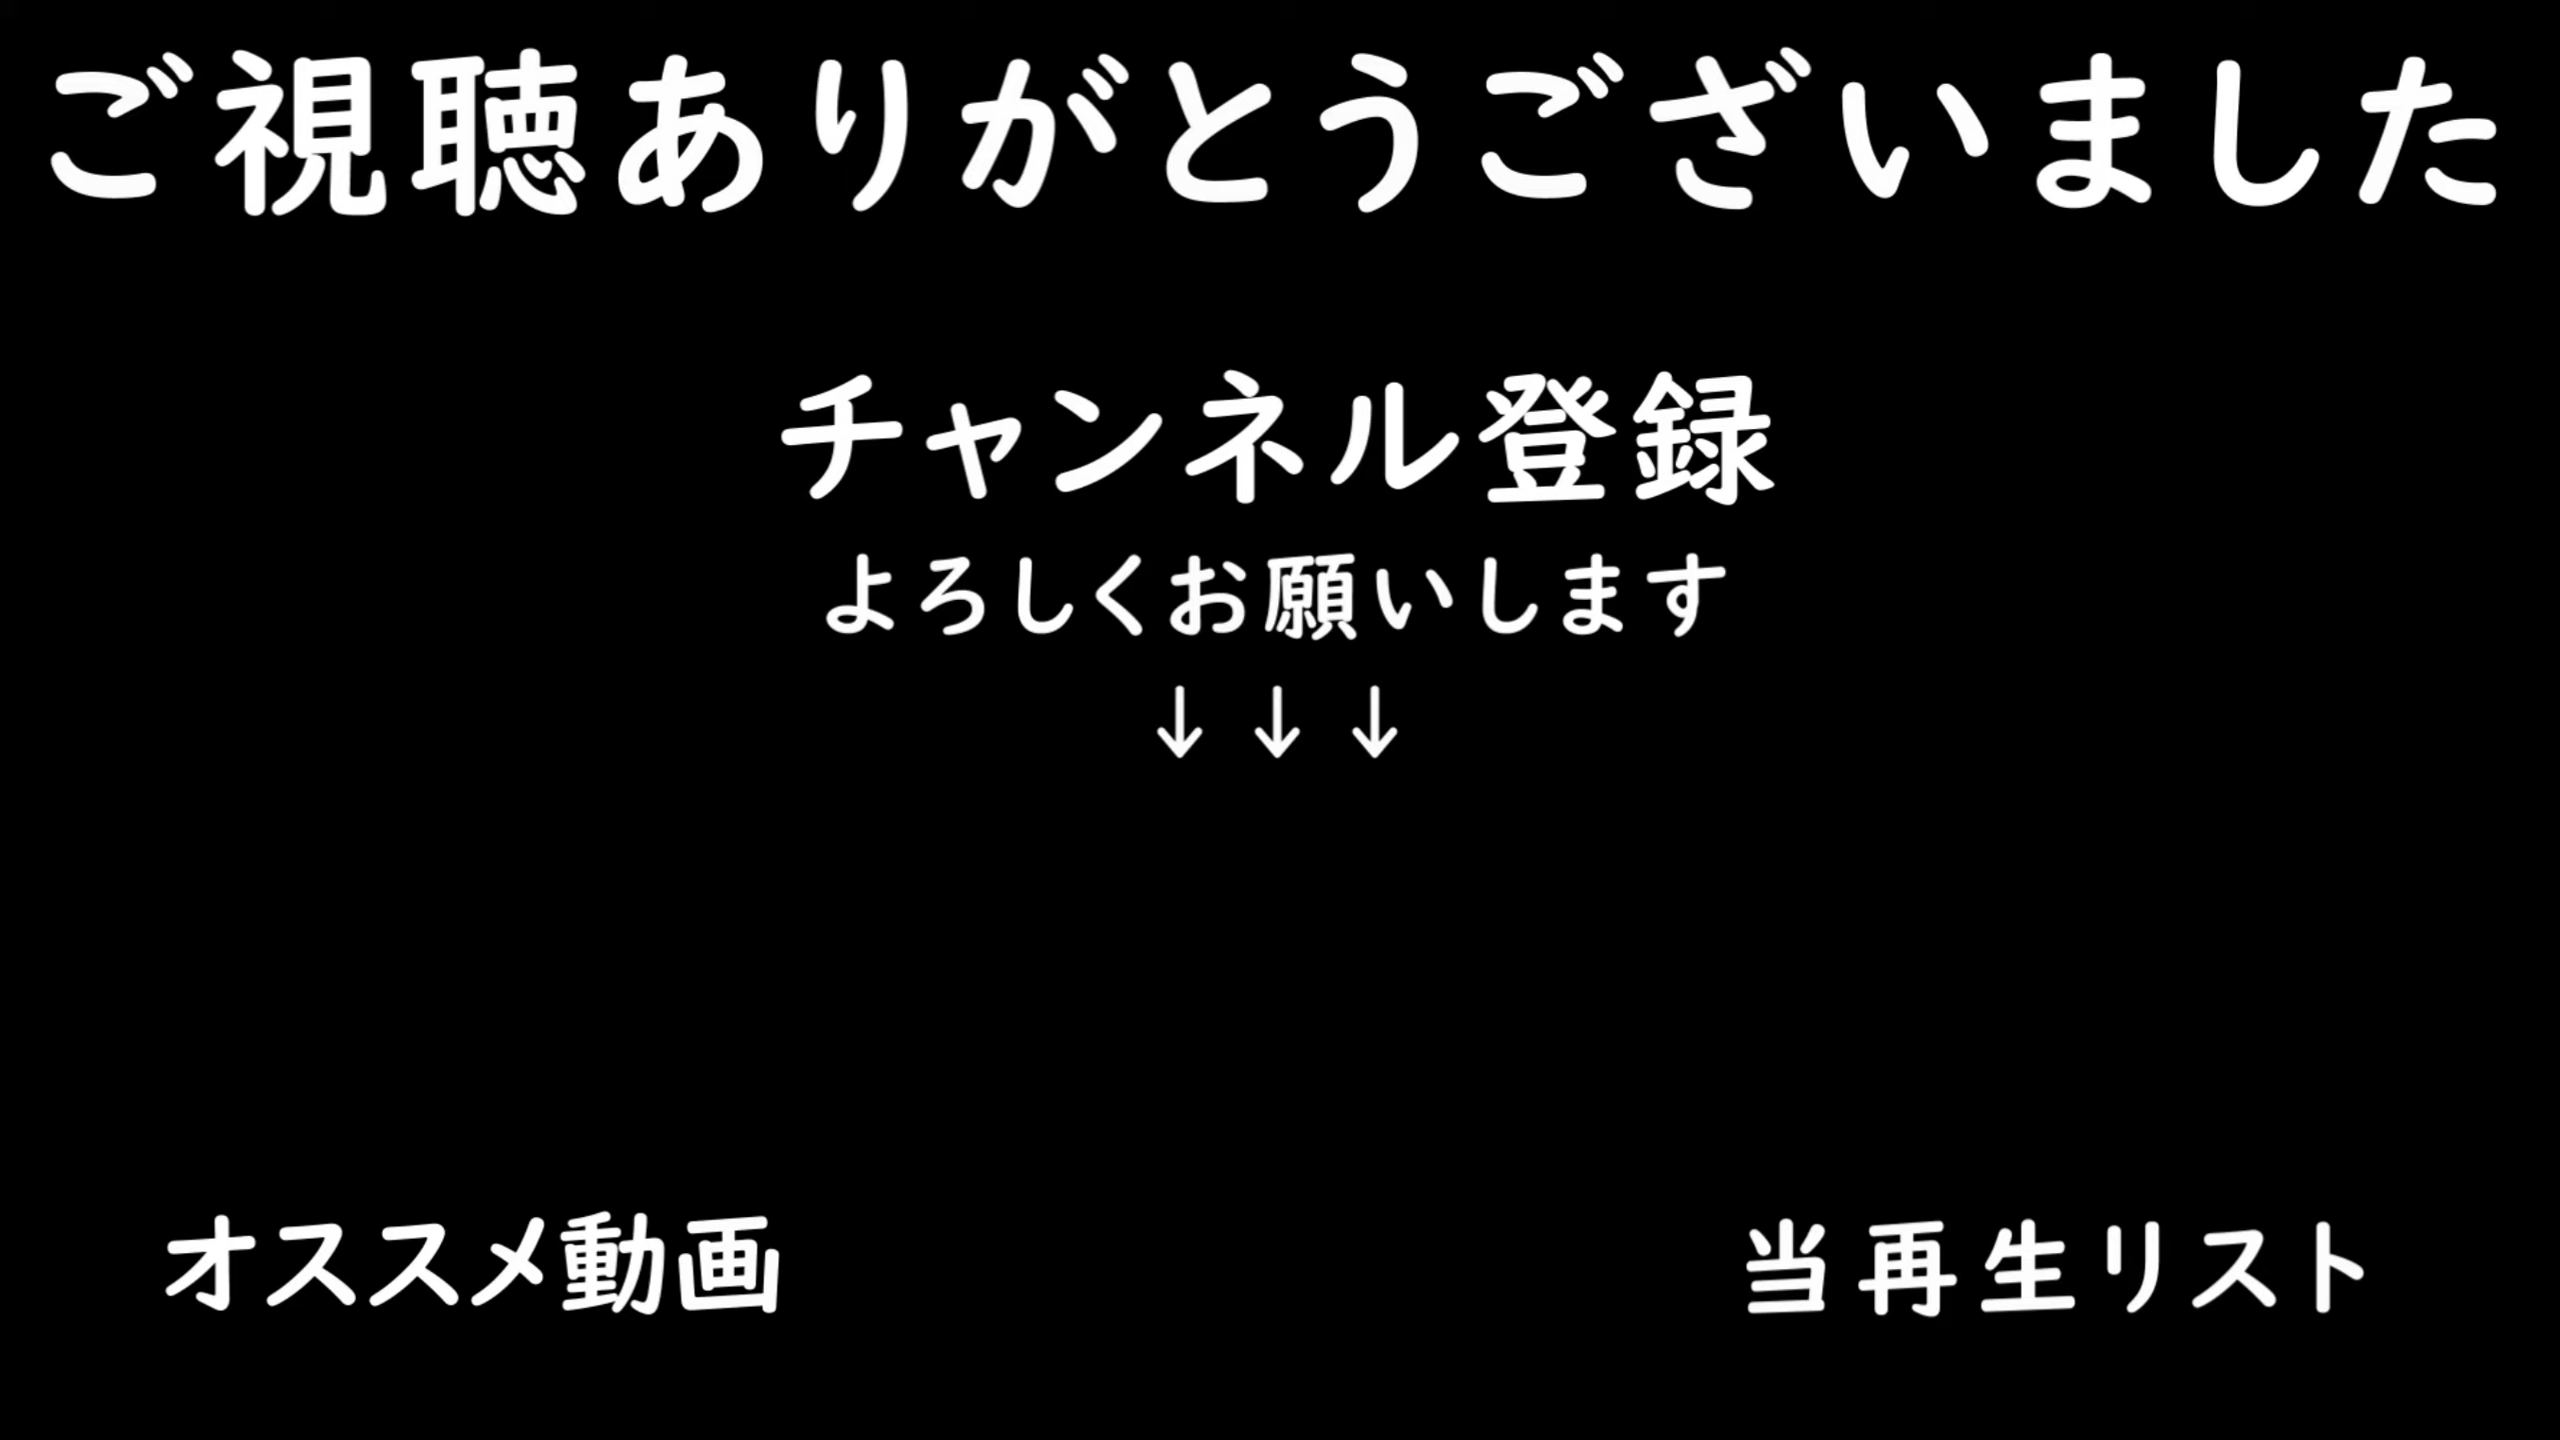 ご視聴ありがとうございました
チャンネル登録
よろしくお願いします
↓ ↓ ↓
オススメ動画
当再生リスト